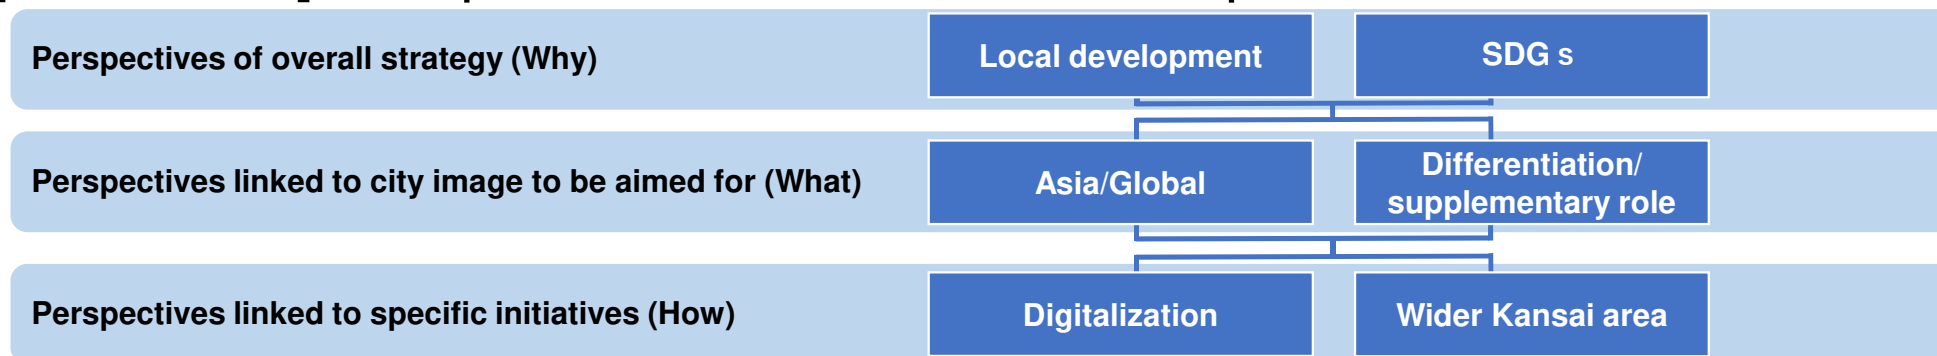 Perspectives of overall strategy (Why)
Local development
SDG s
Perspectives linked to city image to be aimed for (What)
Asia/Global
Differentiation/
supplementary role
Perspectives linked to specific initiatives (How)
Digitalization
Wider Kansai area